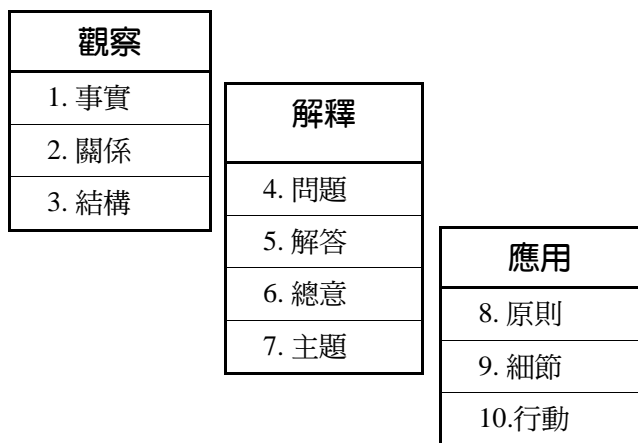 觀察
1. 事實
2. 關係
3. 結構
解釋
4. 問題
5. 解答
6. 總意
7. 主題
應用
8. 原則
9. 細節
10.行動